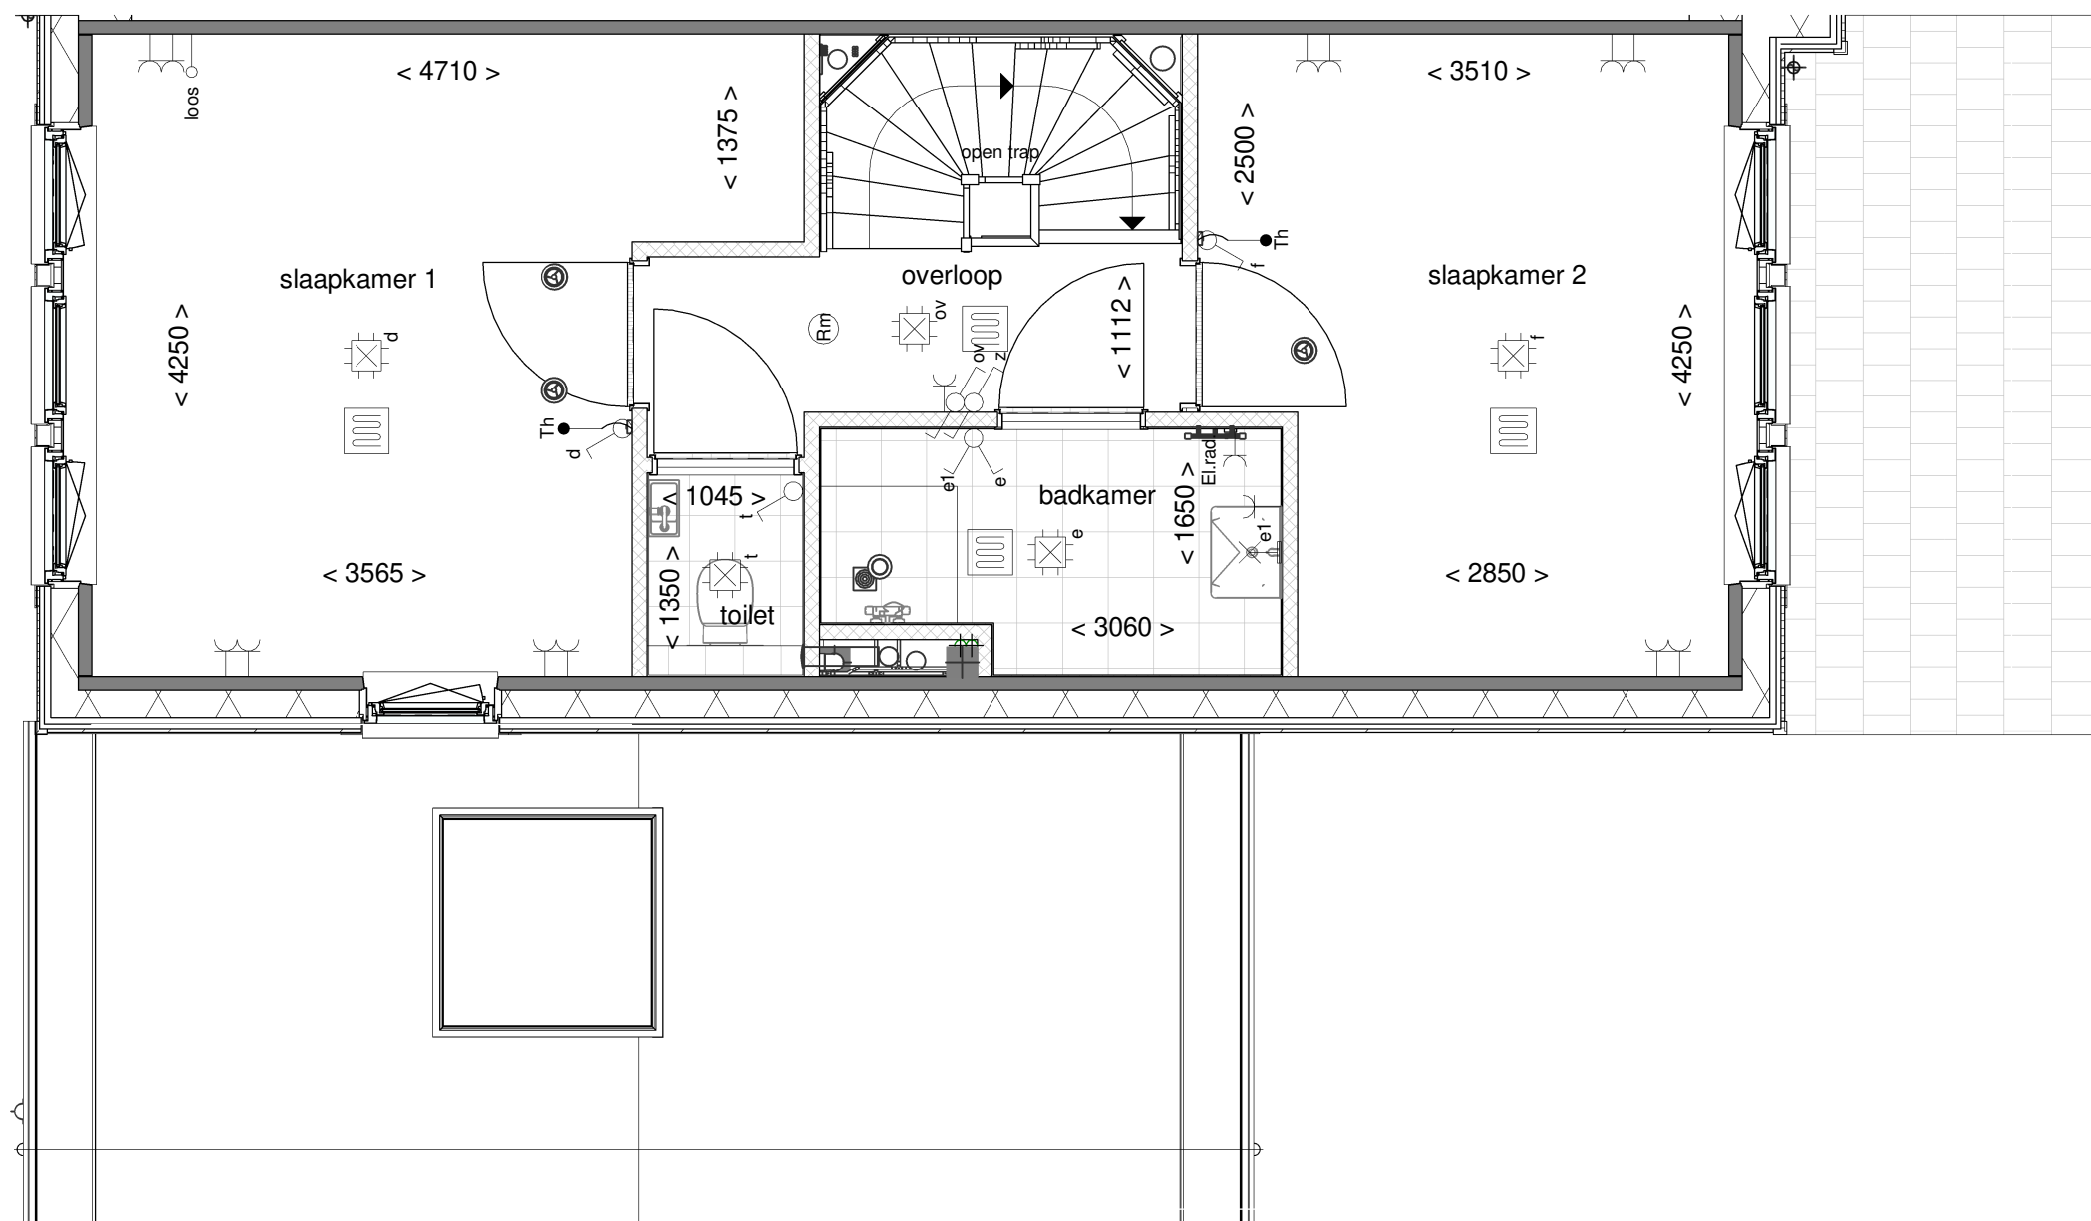 < 4710 >
< 3510 >
loos
< 1375 >
< 2500 >
open trap
Th
f
slaapkamer 1
overloop
slaapkamer 2
< 4250 >
d
Rm
ov
ov
z
< 1112 >
f
< 4250 >
Th
d
El.rad.
e1
e
< 1045 >
t
badkamer
< 1650 >
e1
e
t
< 3565 >
< 1350 >
toilet
< 2850 >
< 3060 >